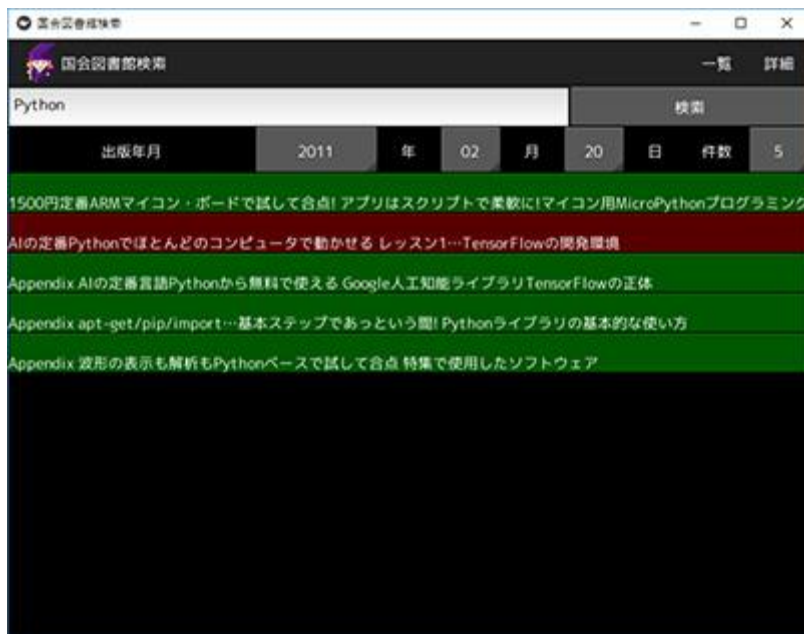 国会図書館検索
国会図書館検索 一覧 詳細
Python 検索
出版年月 2011 年 02 月 20 日 件数 5
1500円定番ARMマイコン・ボードで試して合点! アプリはスクリプトで柔軟に!マイコン用MicroPythonプログラミング
AIの定番Pythonでほとんどのコンピュータで動かせる レッスン1…TensorFlowの開発環境
Appendix AIの定番言語Pythonから無料で使える Google人工知能ライブラリTensorFlowの正体
Appendix apt-get/pip/import…基本ステップであっという間! Pythonライブラリの基本的な使い方
Appendix 波形の表示も解析もPythonベースで試して合点 特集で使用したソフトウェア